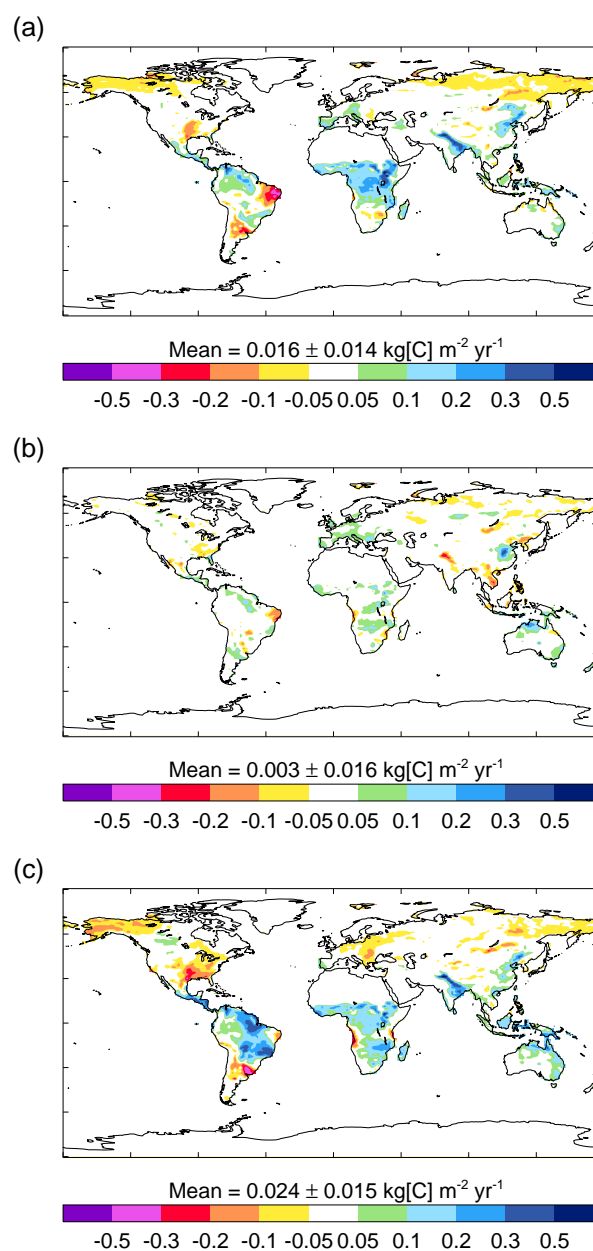 (a)
Mean = 0.016 ± 0.014 kg[C] m⁻² yr⁻¹
-0.5 -0.3 -0.2 -0.1 -0.05 0.05 0.1 0.2 0.3 0.5
(b)
Mean = 0.003 ± 0.016 kg[C] m⁻² yr⁻¹
-0.5 -0.3 -0.2 -0.1 -0.05 0.05 0.1 0.2 0.3 0.5
(c)
Mean = 0.024 ± 0.015 kg[C] m⁻² yr⁻¹
-0.5 -0.3 -0.2 -0.1 -0.05 0.05 0.1 0.2 0.3 0.5